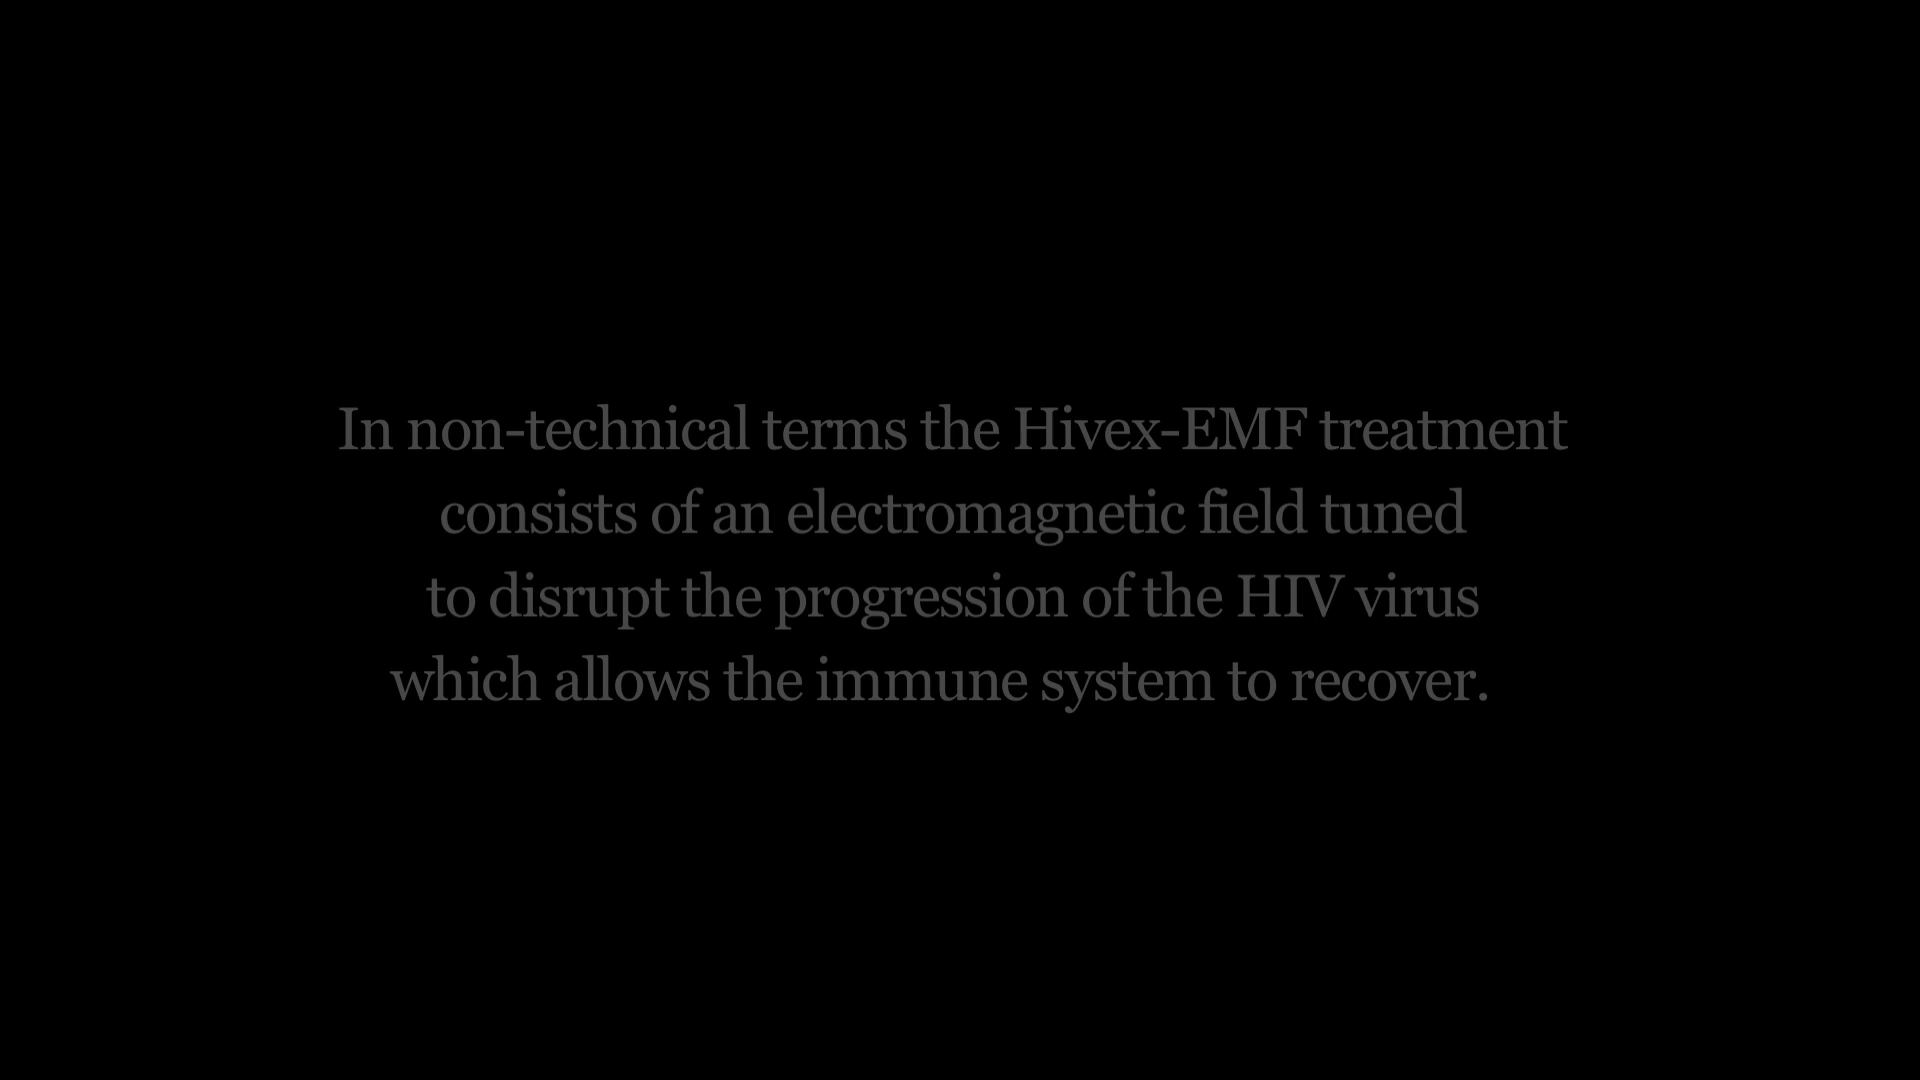 In non-technical terms the Hivex-EMF treatment
consists of an electromagnetic field tuned
to disrupt the progression of the HIV virus
which allows the immune system to recover.